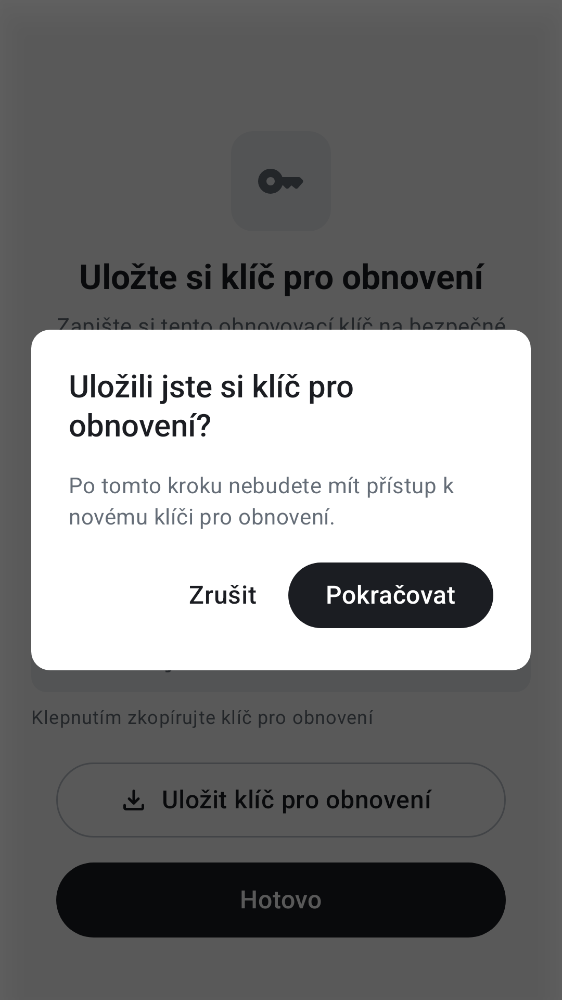 Uložte si klíč pro obnovení
Zapište si tento obnovovací klíč na bezpečné
Uložili jste si klíč pro
obnovení?
Po tomto kroku nebudete mít přístup k
novému klíči pro obnovení.
Zrušit
Pokračovat
Klepnutím zkopírujte klíč pro obnovení
Uložit klíč pro obnovení
Hotovo